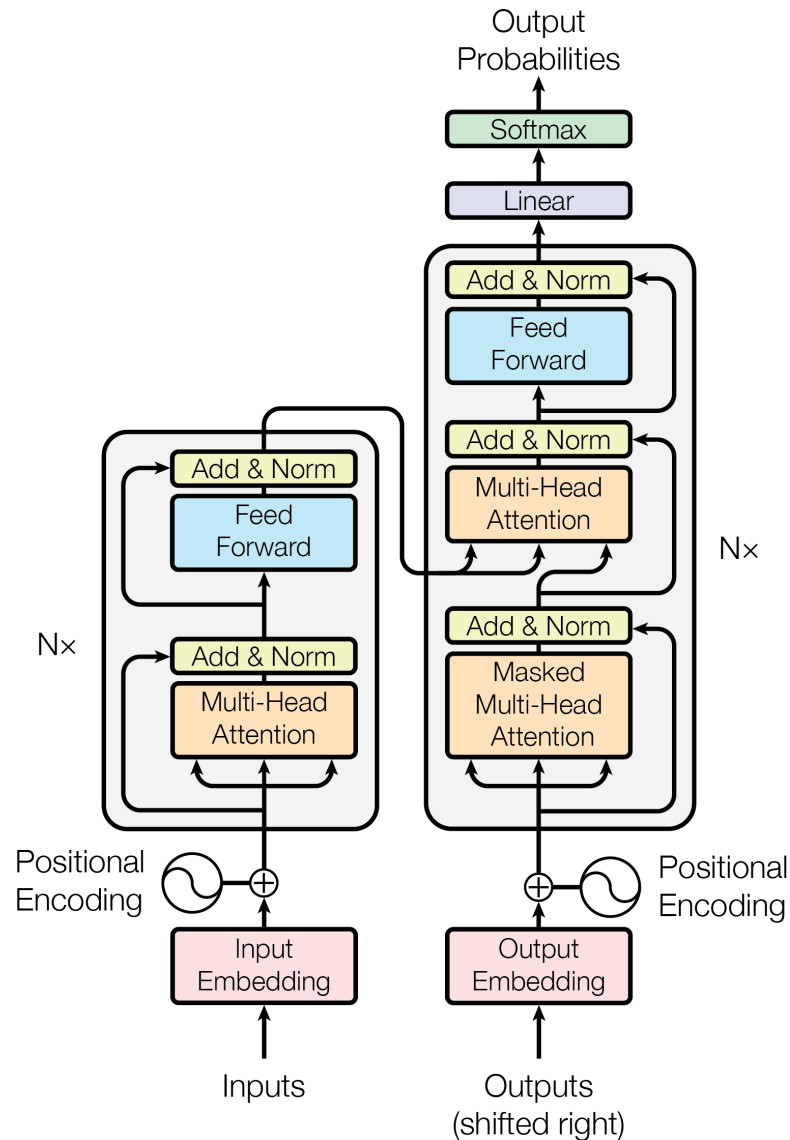 Output
Probabilities
Softmax
Linear
Add & Norm
Feed
Forward
Add & Norm
Multi-Head
Attention
Add & Norm
Masked
Multi-Head
Attention
N×
Add & Norm
Feed
Forward
Add & Norm
Multi-Head
Attention
N×
Positional
Encoding
Positional
Encoding
Input
Embedding
Output
Embedding
Inputs
Outputs
(shifted right)